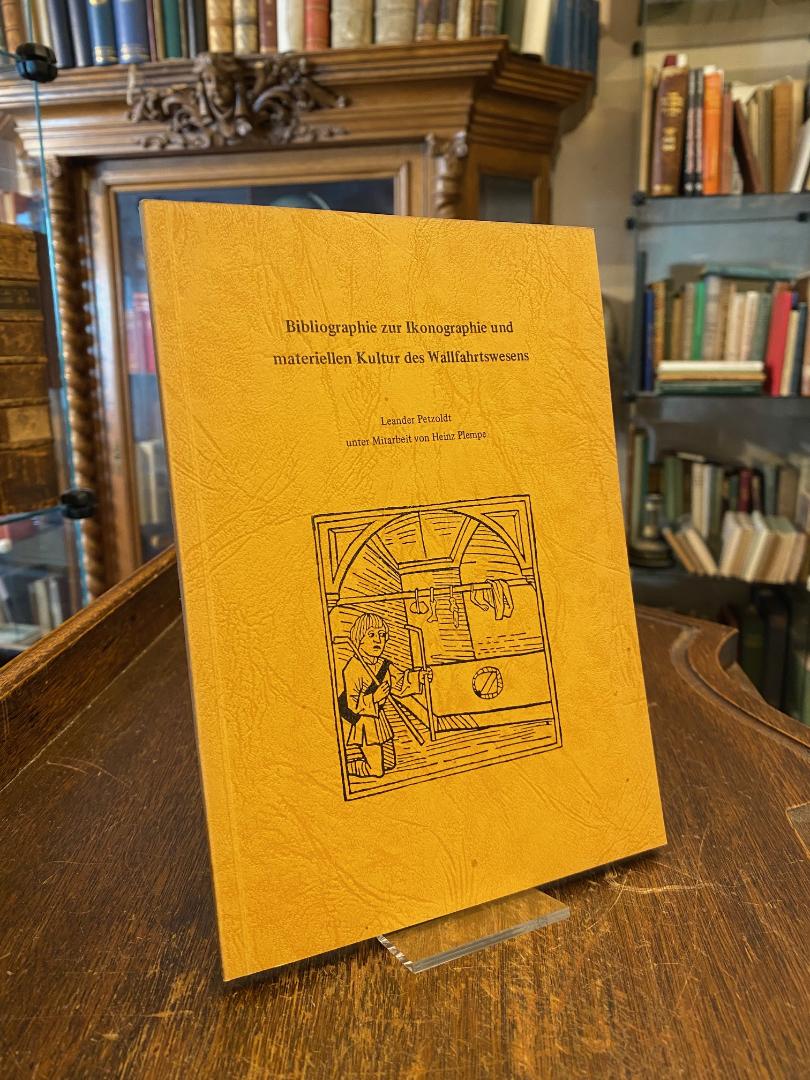 Bibliographie zur Ikonographie und
materiellen Kultur des Wallfahrtswesens
Leander Petzoldt
unter Mitarbeit von Heinz Plempe